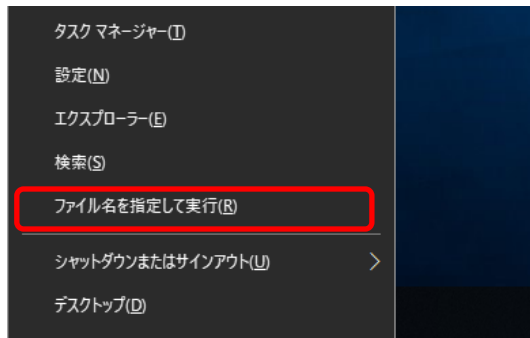 タスク マネージャー(T)
設定(N)
エクスプローラー(E)
検索(S)
ファイル名を指定して実行(R)
シャットダウンまたはサインアウト(U)
デスクトップ(D)